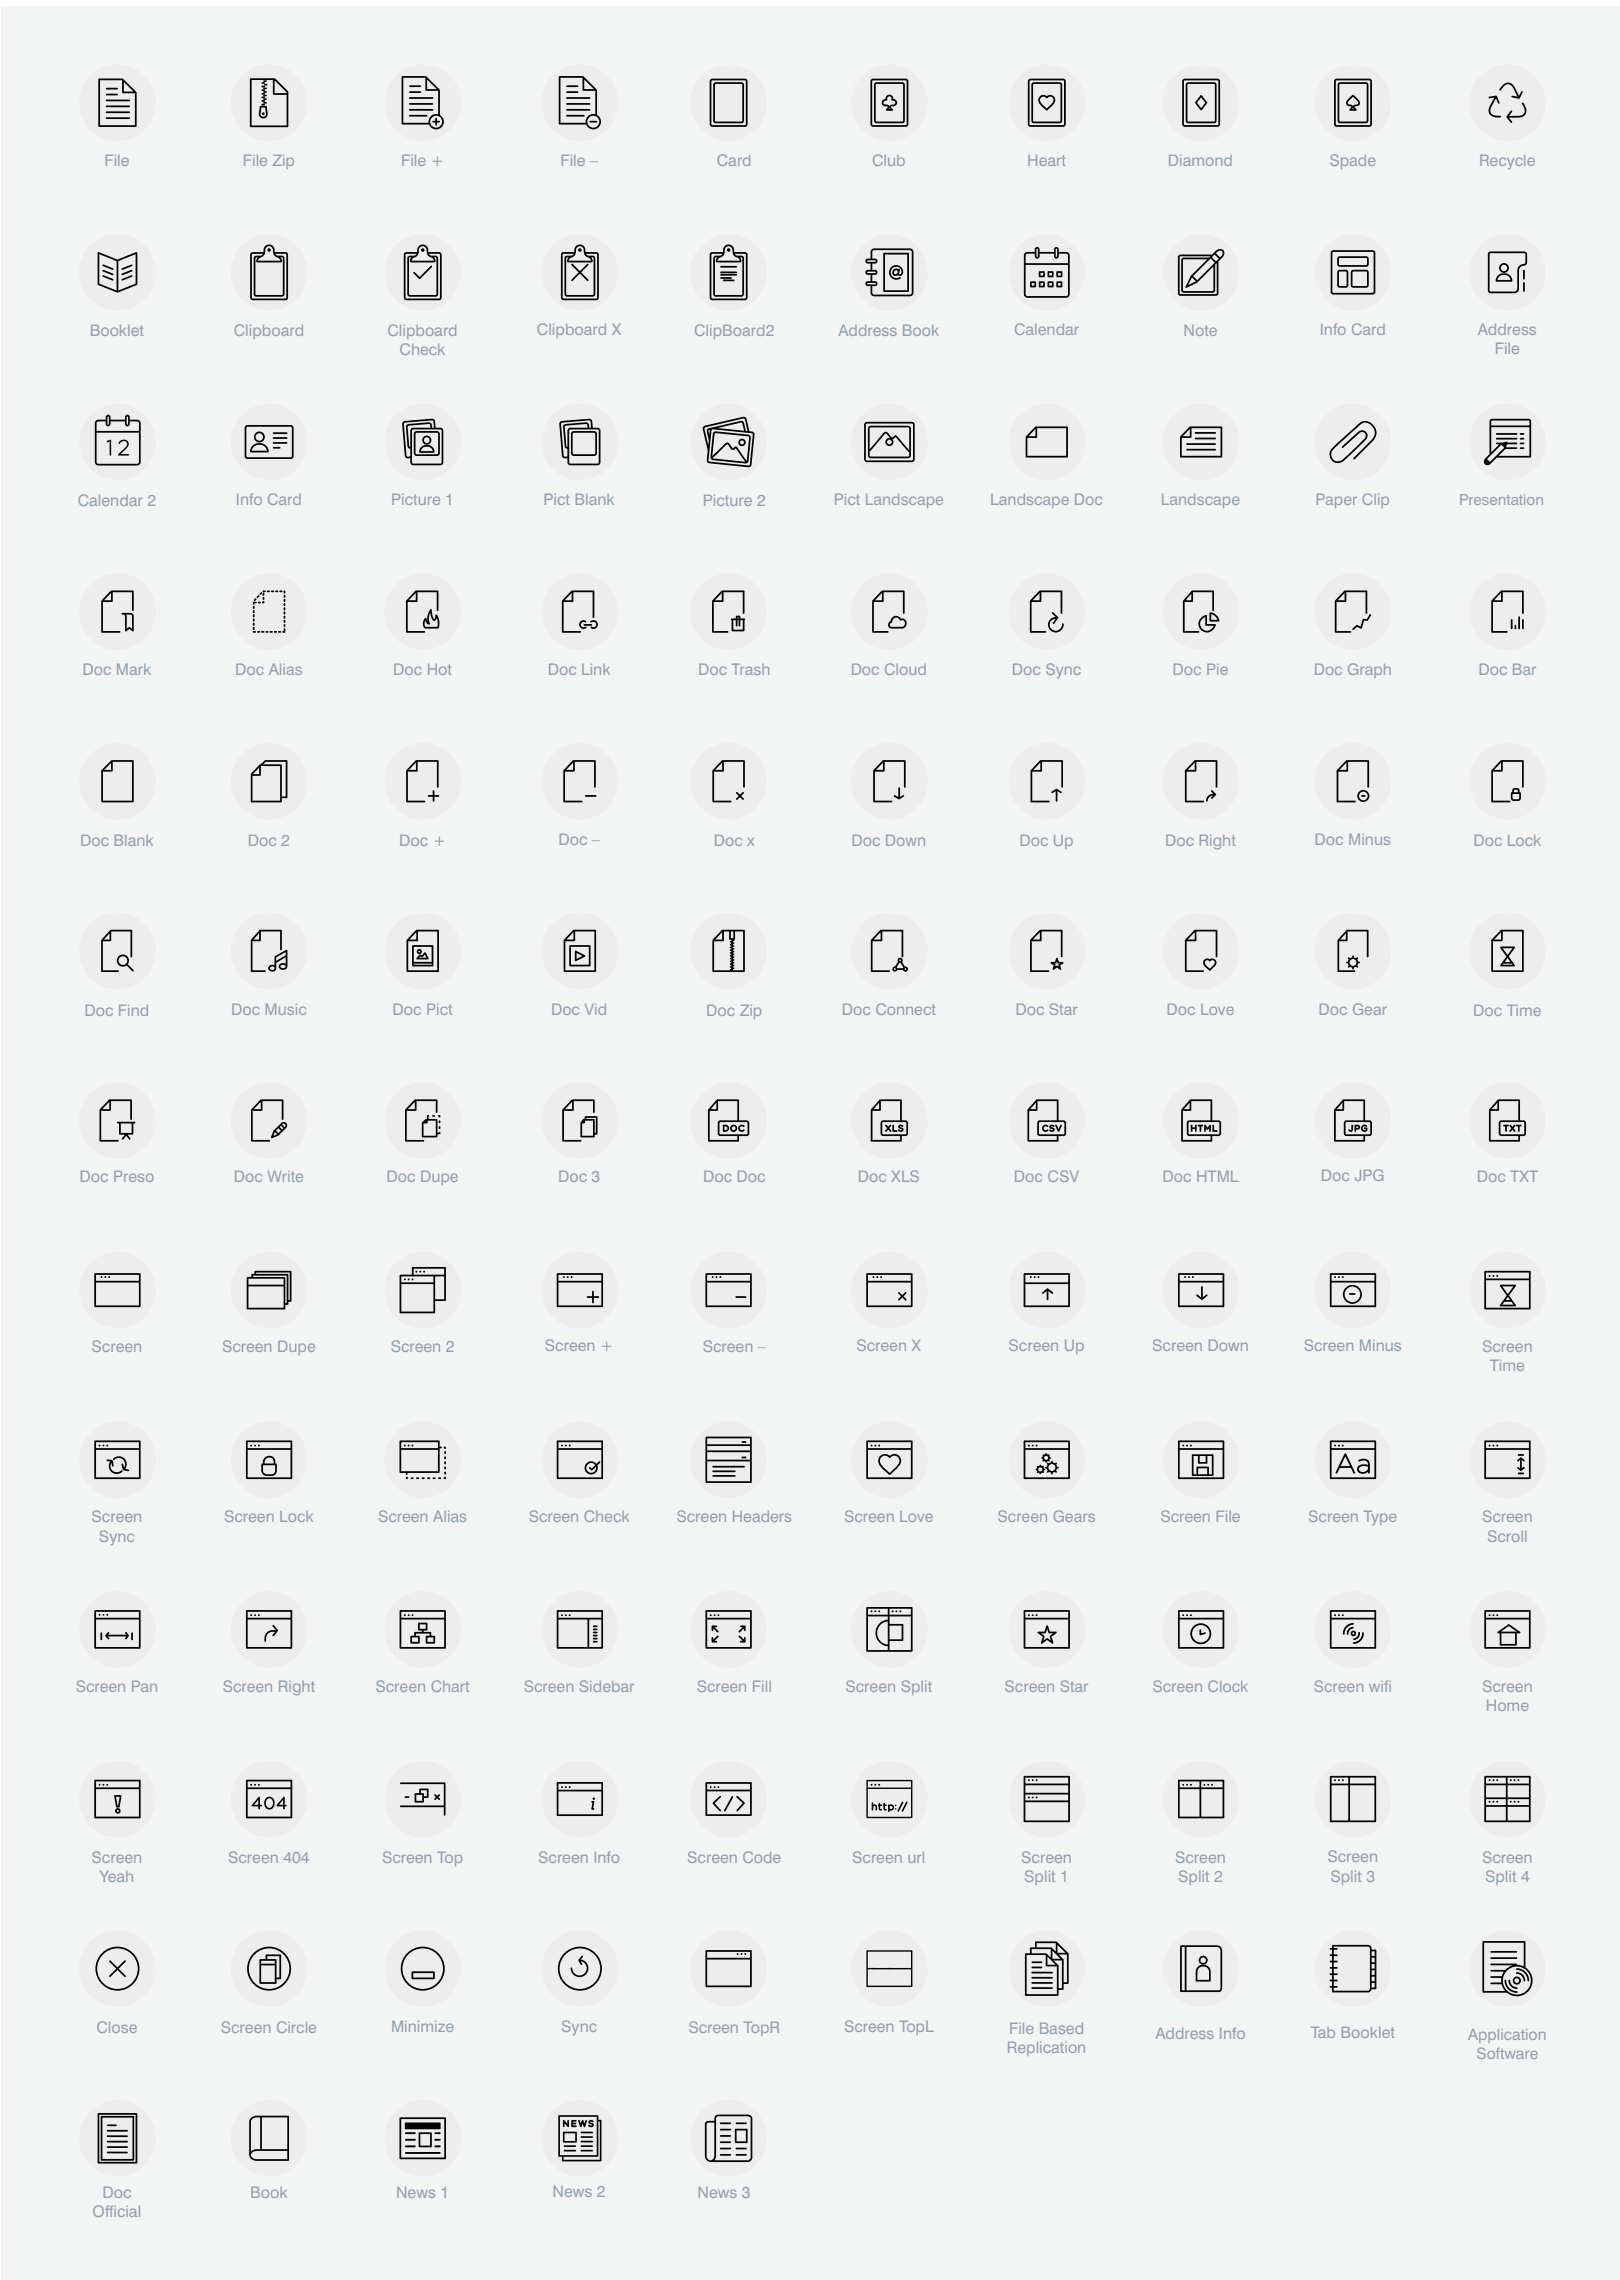 File
File Zip
File +
File –
Card
Club
Heart
Diamond
Spade
Recycle
@
Booklet
Clipboard
Clipboard
Check
Clipboard X
ClipBoard2
Address Book
Calendar
Note
Info Card
Address
File
12
Calendar 2
Info Card
Picture 1
Pict Blank
Picture 2
Pict Landscape
Landscape Doc
Landscape
Paper Clip
Presentation
Doc Mark
Doc Alias
Doc Hot
Doc Link
Doc Trash
Doc Cloud
Doc Sync
Doc Pie
Doc Graph
Doc Bar
Doc Blank
Doc 2
Doc +
Doc –
Doc x
Doc Down
Doc Up
Doc Right
Doc Minus
Doc Lock
Doc Find
Doc Music
Doc Pict
Doc Vid
Doc Zip
Doc Connect
Doc Star
Doc Love
Doc Gear
Doc Time
DOC
XLS
CSV
HTML
JPG
TXT
Doc Preso
Doc Write
Doc Dupe
Doc 3
Doc Doc
Doc XLS
Doc CSV
Doc HTML
Doc JPG
Doc TXT
Screen
Screen Dupe
Screen 2
Screen +
Screen –
Screen X
Screen Up
Screen Down
Screen Minus
Screen
Time
Aa
Screen
Sync
Screen Lock
Screen Alias
Screen Check
Screen Headers
Screen Love
Screen Gears
Screen File
Screen Type
Screen
Scroll
Screen Pan
Screen Right
Screen Chart
Screen Sidebar
Screen Fill
Screen Split
Screen Star
Screen Clock
Screen wifi
Screen
Home
!
404
i
</>
http://
Screen
Yeah
Screen 404
Screen Top
Screen Info
Screen Code
Screen url
Screen
Split 1
Screen
Split 2
Screen
Split 3
Screen
Split 4
Close
Screen Circle
Minimize
Sync
Screen TopR
Screen TopL
File Based
Replication
Address Info
Tab Booklet
Application
Software
NEWS
Doc
Official
Book
News 1
News 2
News 3